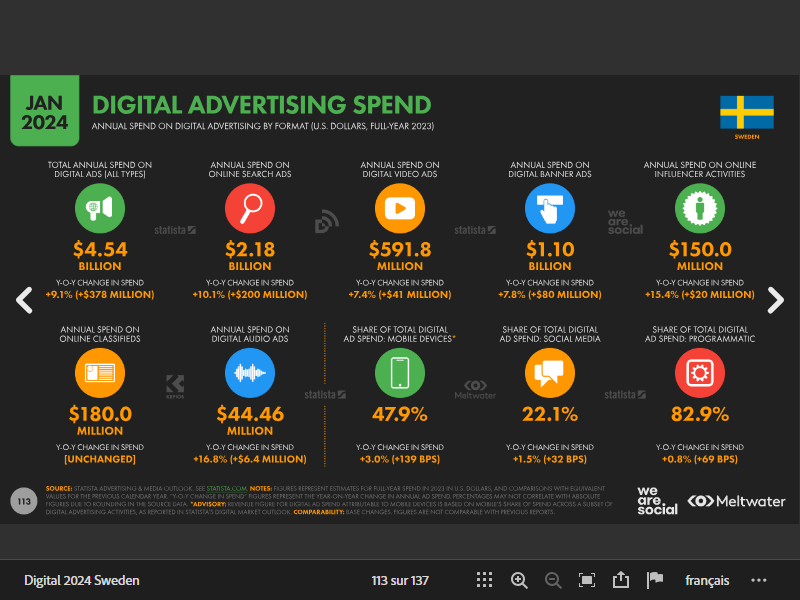 JAN
2024
DIGITAL ADVERTISING SPEND
ANNUAL SPEND ON DIGITAL ADVERTISING BY FORMAT (U.S. DOLLARS, FULL-YEAR 2023)
SWEDEN
TOTAL ANNUAL SPEND ON
DIGITAL ADS (ALL TYPES)
$4.54
BILLION
Y-O-Y CHANGE IN SPEND
+9.1% (+$378 MILLION)
ANNUAL SPEND ON
ONLINE SEARCH ADS
$2.18
BILLION
Y-O-Y CHANGE IN SPEND
+10.1% (+$200 MILLION)
ANNUAL SPEND ON
DIGITAL VIDEO ADS
$591.8
MILLION
Y-O-Y CHANGE IN SPEND
+7.4% (+$41 MILLION)
ANNUAL SPEND ON
DIGITAL BANNER ADS
$1.10
BILLION
Y-O-Y CHANGE IN SPEND
+7.8% (+$80 MILLION)
ANNUAL SPEND ON ONLINE
INFLUENCER ACTIVITIES
$150.0
MILLION
Y-O-Y CHANGE IN SPEND
+15.4% (+$20 MILLION)
statista
statista
we
are.
social
ANNUAL SPEND ON
ONLINE CLASSIFIEDS
$180.0
MILLION
Y-O-Y CHANGE IN SPEND
[UNCHANGED]
ANNUAL SPEND ON
DIGITAL AUDIO ADS
$44.46
MILLION
Y-O-Y CHANGE IN SPEND
+16.8% (+$6.4 MILLION)
SHARE OF TOTAL DIGITAL
AD SPEND: MOBILE DEVICES*
47.9%
Y-O-Y CHANGE IN SPEND
+3.0% (+139 BPS)
SHARE OF TOTAL DIGITAL
AD SPEND: SOCIAL MEDIA
22.1%
Y-O-Y CHANGE IN SPEND
+1.5% (+32 BPS)
SHARE OF TOTAL DIGITAL
AD SPEND: PROGRAMMATIC
82.9%
Y-O-Y CHANGE IN SPEND
+0.8% (+69 BPS)
KEPIOS
statista
Meltwater
statista
113
SOURCE: STATISTA ADVERTISING & MEDIA OUTLOOK. SEE STATISTA.COM. NOTES: FIGURES REPRESENT ESTIMATES FOR FULL-YEAR SPEND IN 2023 IN U.S. DOLLARS, AND COMPARISONS WITH EQUIVALENT
VALUES FOR THE PREVIOUS CALENDAR YEAR. "Y-O-Y CHANGE IN SPEND" FIGURES REPRESENT THE YEAR-ON-YEAR CHANGE IN ANNUAL AD SPEND. PERCENTAGES MAY NOT CORRELATE WITH ABSOLUTE
FIGURES DUE TO ROUNDING IN THE SOURCE DATA. *ADVISORY: REVENUE FIGURE FOR DIGITAL AD SPEND ATTRIBUTABLE TO MOBILE DEVICES IS BASED ON MOBILE'S SHARE OF SPEND ACROSS A SUBSET OF
DIGITAL ADVERTISING ACTIVITIES, AS REPORTED IN STATISTA'S DIGITAL MARKET OUTLOOK. COMPARABILITY: BASE CHANGES. FIGURES ARE NOT COMPARABLE WITH PREVIOUS REPORTS.
we
are.
social
Meltwater
Digital 2024 Sweden
113 sur 137
français